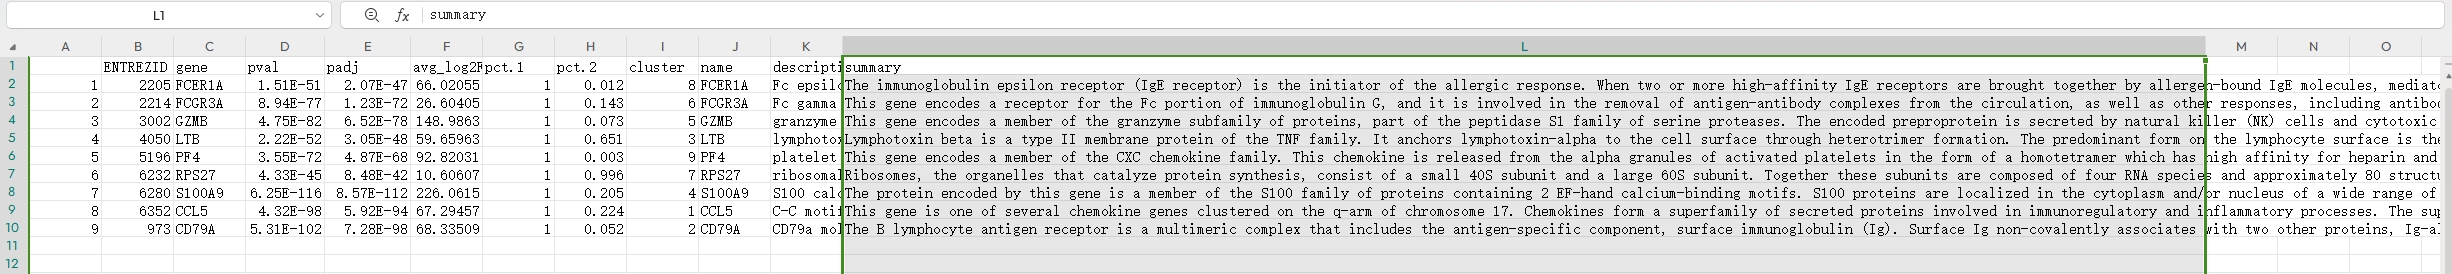 L1 fx summary
A B C D E F G H I J K L M N O
1 ENTREZID gene pval padj avg_log2F pct.1 pct.2 cluster name descripti summary
2 1 2205 FCER1A 1.51E-51 2.07E-47 66.02055 1 0.012 8 FCER1A Fc epsilo The immunoglobulin epsilon receptor (IgE receptor) is the initiator of the allergic response. When two or more high-affinity IgE receptors are brought together by allergen-bound IgE molecules, mediato
3 2 2214 FCGR3A 8.94E-77 1.23E-72 26.60405 1 0.143 6 FCGR3A Fc gamma This gene encodes a receptor for the Fc portion of immunoglobulin G, and it is involved in the removal of antigen-antibody complexes from the circulation, as well as other responses, including antiboc
4 3 3002 GZMB 4.75E-82 6.52E-78 148.9863 1 0.073 5 GZMB granzyme This gene encodes a member of the granzyme subfamily of proteins, part of the peptidase S1 family of serine proteases. The encoded preproprotein is secreted by natural killer (NK) cells and cytotoxic
5 4 4050 LTB 2.22E-52 3.05E-48 59.65963 1 0.651 3 LTB lymphotox Lymphotoxin beta is a type II membrane protein of the TNF family. It anchors lymphotoxin-alpha to the cell surface through heterotrimer formation. The predominant form on the lymphocyte surface is the
6 5 5196 PF4 3.55E-72 4.87E-68 92.82031 1 0.003 9 PF4 platelet This gene encodes a member of the CXC chemokine family. This chemokine is released from the alpha granules of activated platelets in the form of a homotetramer which has high affinity for heparin and
7 6 6232 RPS27 4.33E-45 8.48E-42 10.60607 1 0.996 7 RPS27 ribosomal Ribosomes, the organelles that catalyze protein synthesis, consist of a small 40S subunit and a large 60S subunit. Together these subunits are composed of four RNA species and approximately 80 structu
8 7 6280 S100A9 6.25E-116 8.57E-112 226.0615 1 0.205 4 S100A9 S100 calc The protein encoded by this gene is a member of the S100 family of proteins containing 2 EF-hand calcium-binding motifs. S100 proteins are localized in the cytoplasm and/or nucleus of a wide range of
9 8 6352 CCL5 4.32E-98 5.92E-94 67.29457 1 0.224 1 CCL5 C-C motif This gene is one of several chemokine genes clustered on the q-arm of chromosome 17. Chemokines form a superfamily of secreted proteins involved in immunoregulatory and inflammatory processes. The sup
10 9 973 CD79A 5.31E-102 7.28E-98 68.33509 1 0.052 2 CD79A CD79a mol The B lymphocyte antigen receptor is a multimeric complex that includes the antigen-specific component, surface immunoglobulin (Ig). Surface Ig non-covalently associates with two other proteins, Ig-al
11
12